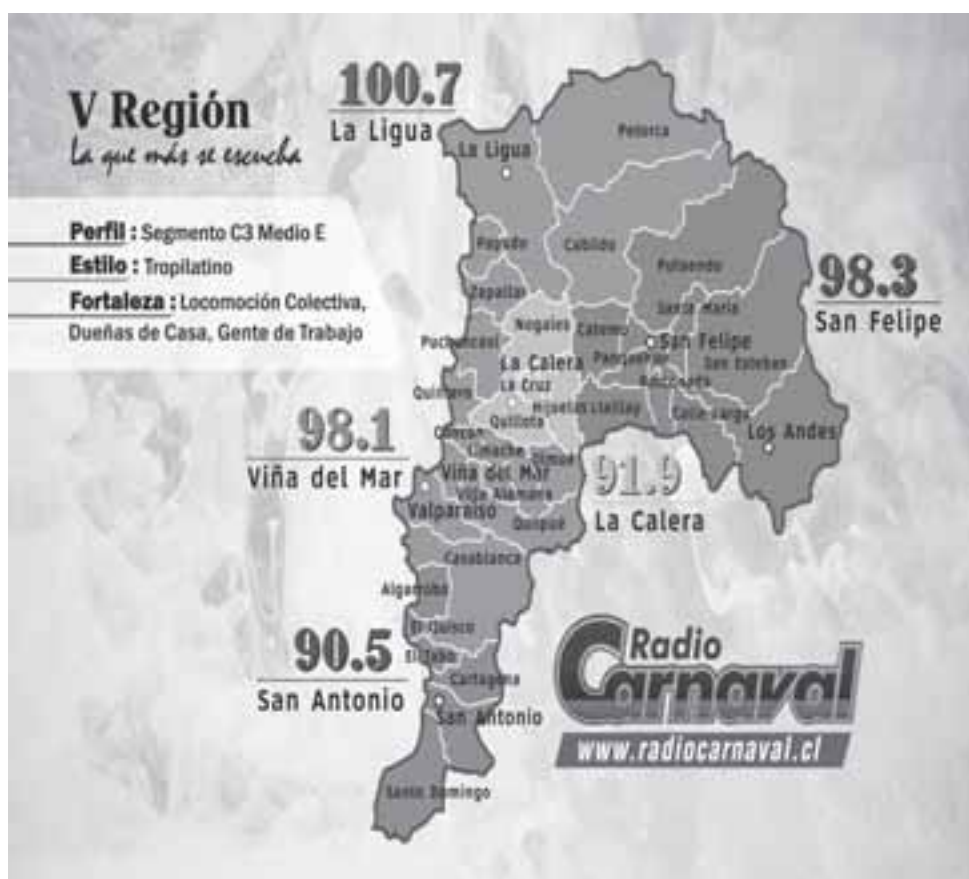 V Región
La que más se escucha
Perfil : Segmento C3 Medio E
Estilo : Tropilatino
Fortaleza : Locomoción Colectiva,
Dueñas de Casa, Gente de Trabajo
100.7
La Ligua
98.3
San Felipe
98.1
Viña del Mar
91.9
La Calera
90.5
San Antonio
Petorca
La Ligua
Papudo
Cabildo
Putaendo
Zapallar
Santa María
Nogales
Catemu
San Felipe
Puchuncaví
La Calera
Panquehue
San Esteban
La Cruz
Rinconada
Quintero
Hijuelas
Llaillay
Calle Larga
Quillota
Los Andes
Limache
Olmué
Viña del Mar
Villa Alemana
Valparaíso
Quilpué
Casablanca
Algarrobo
El Quisco
El Tabo
Cartagena
San Antonio
Santo Domingo
Radio
Carnaval
www.radiocarnaval.cl